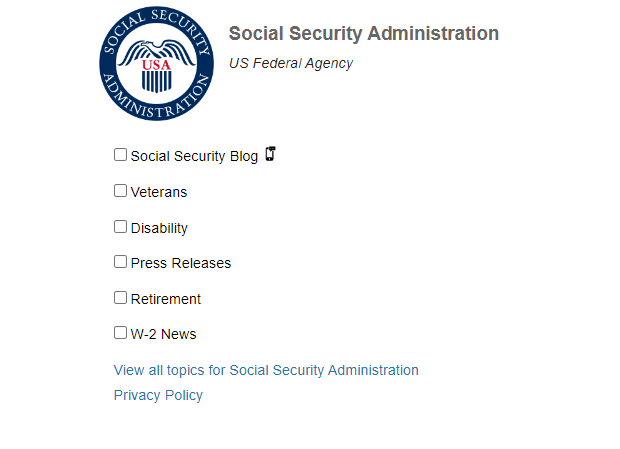 SOCIAL SECURITY
USA
ADMINISTRATION
Social Security Administration
US Federal Agency
Social Security Blog
Veterans
Disability
Press Releases
Retirement
W-2 News
View all topics for Social Security Administration
Privacy Policy